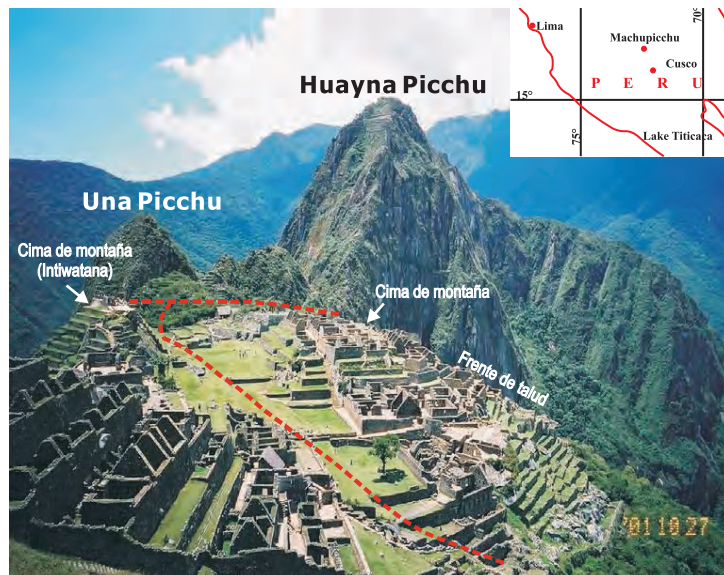 Lima
70°
Machupicchu
Cusco
P E R U
15°
75°
Lake Titicaca
Huayna Picchu
Una Picchu
Cima de montaña
(Intiwatana)
Cima de montaña
Frente de talud
'01 10 27